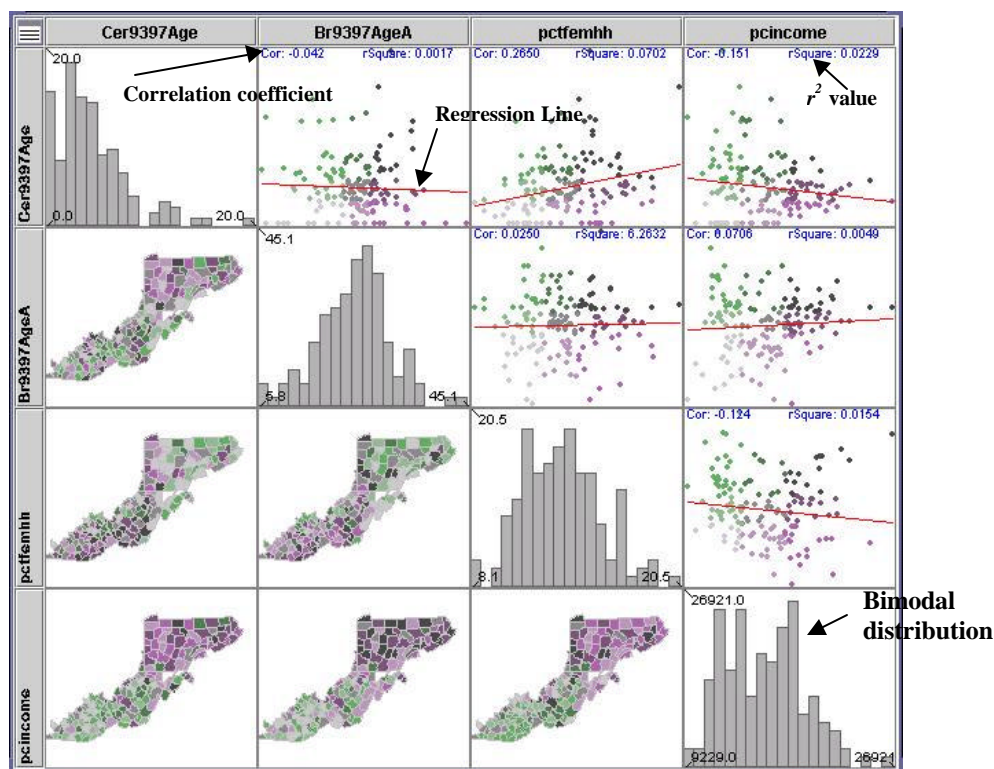 Cer9397Age Br9397AgeA pctfemhh pcincome
Cer9397Age
20.0
0.0 20.0
Cor: -0.042 rSquare: 0.0017
Cor: 0.2650 rSquare: 0.0702
Cor: -0.151 rSquare: 0.0229
Correlation coefficient
r² value
Regression Line
Br9397AgeA
45.1
5.8 45.1
Cor: 0.0250 rSquare: 6.2632
Cor: 0.0706 rSquare: 0.0049
pctfemhh
20.5
8.1 20.5
Cor: -0.124 rSquare: 0.0154
pcincome
26921.0
9229.0 26921
Bimodal
distribution